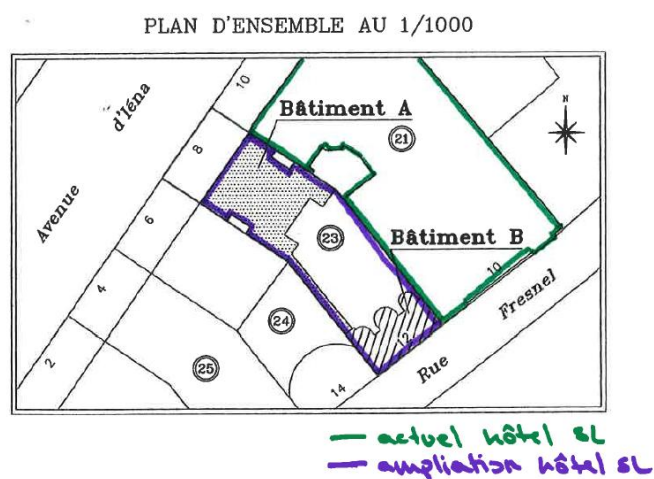 PLAN D'ENSEMBLE AU 1/1000
Avenue
d'Iéna
10
8
6
4
2
Bâtiment A
21
N
23
Bâtiment B
24
25
10
12
14
Rue
Fresnel
actuel hôtel SL
ampliation hôtel SL